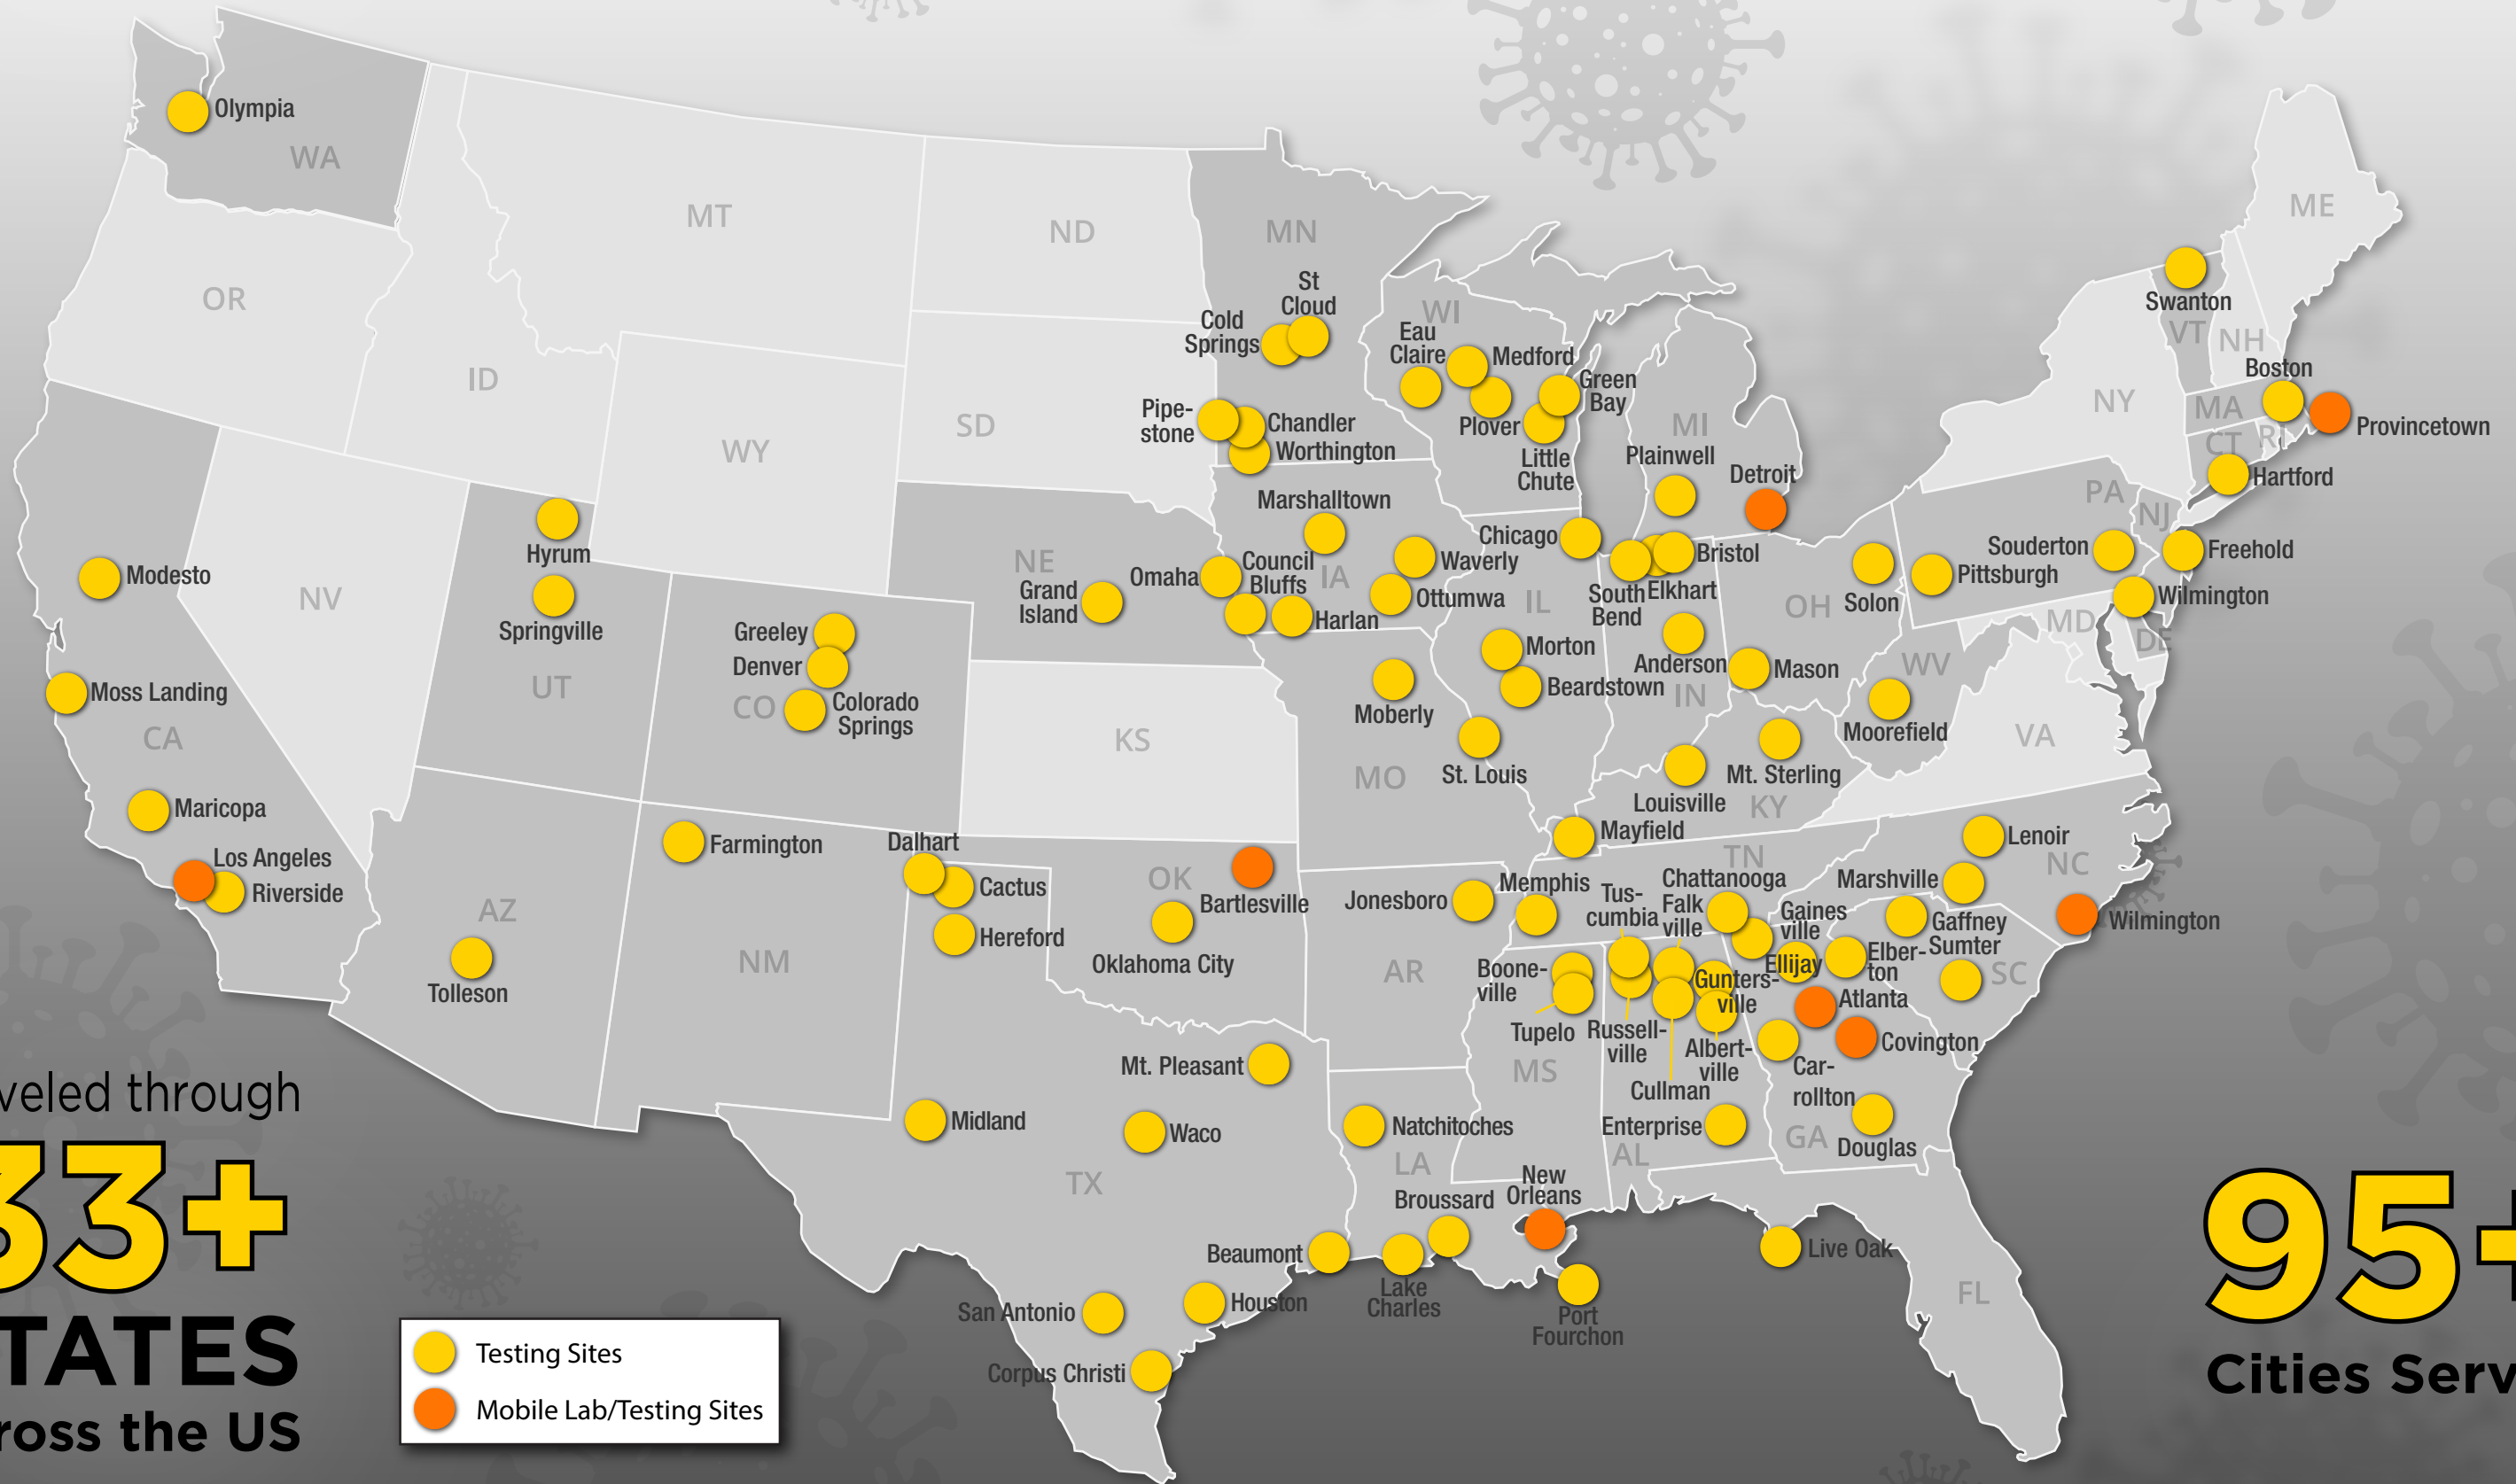 Olympia
WA
MT
ND
MN
ME
OR
ID
St
Cloud
Cold
Springs
WI
Eau
Claire
Medford
Green
Bay
Swanton
VT
NH
Boston
WY
SD
Pipe-
stone
Chandler
Worthington
Plover
Little
Chute
MI
Plainwell
Detroit
NY
MA
Provincetown
CT
RI
Hartford
PA
NJ
Hyrum
Springville
Modesto
NV
NE
Grand
Island
Omaha
Marshalltown
Council
Bluffs
IA
Waverly
Ottumwa
Harlan
Chicago
IL
South
Bend
Elkhart
Bristol
OH
Solon
Pittsburgh
Souderton
Freehold
Wilmington
MD
DE
Greeley
Denver
CO
Colorado
Springs
UT
Moss Landing
CA
KS
Moberly
MO
St. Louis
Morton
Beardstown
Anderson
IN
Mason
WV
Moorefield
VA
Mt. Sterling
Louisville
KY
Mayfield
Maricopa
Los Angeles
Riverside
AZ
Tolleson
Farmington
NM
Dalhart
Cactus
Hereford
OK
Bartlesville
Oklahoma City
Jonesboro
AR
Memphis
TN
Chattanooga
Tus-
cumbia
Falk
ville
Gaines
ville
Lenoir
NC
Marshville
Wilmington
Gaffney
Sumter
SC
Elber-
ton
Ellijay
Gunters-
ville
Boone-
ville
Tupelo
Russell-
ville
Albert-
ville
Cullman
Atlanta
Covington
Car-
rollton
MS
Enterprise
AL
GA
Douglas
Mt. Pleasant
Midland
Waco
TX
Natchitoches
LA
Broussard
New
Orleans
Beaumont
Lake
Charles
Port
Fourchon
Live Oak
FL
San Antonio
Houston
Corpus Christi
veled through
33+
TATES
ross the US
Testing Sites
Mobile Lab/Testing Sites
95+
Cities Serv